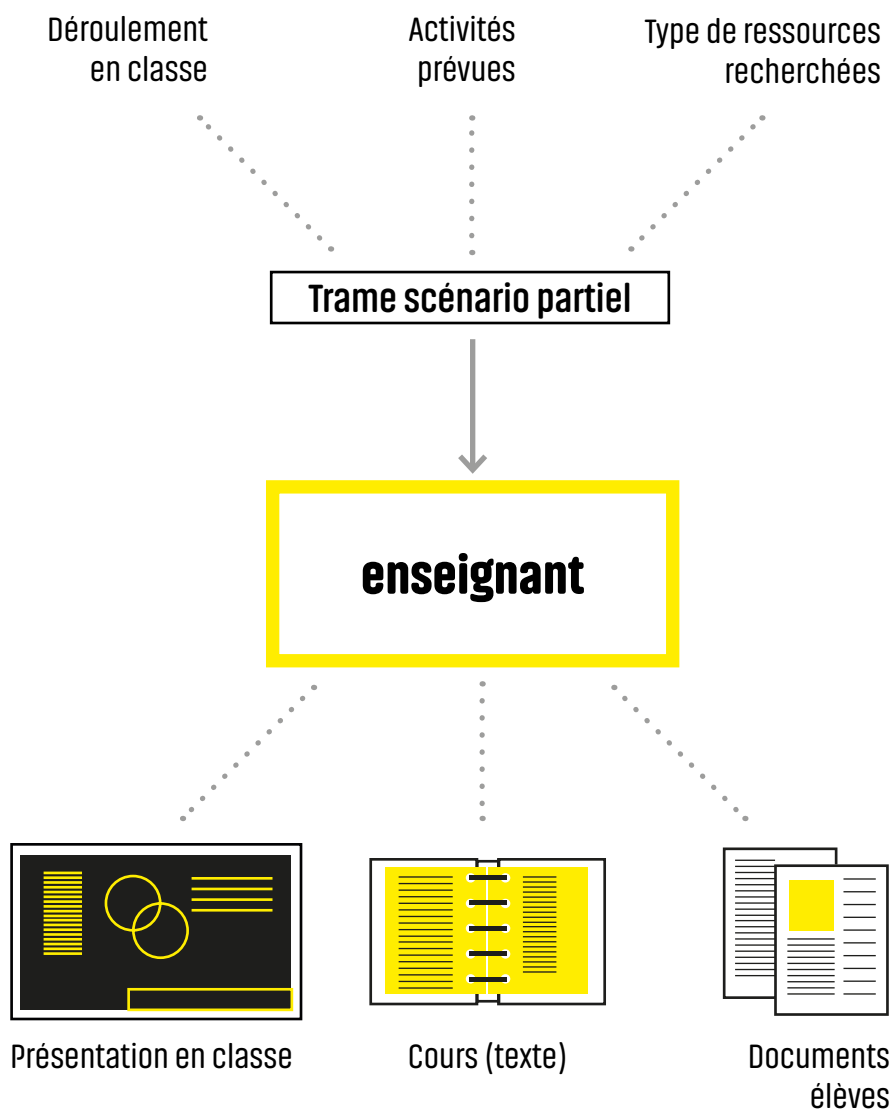 Déroulement
en classe
Activités
prévues
Type de ressources
recherchées
Trame scénario partiel
enseignant
Présentation en classe
Cours (texte)
Documents
élèves